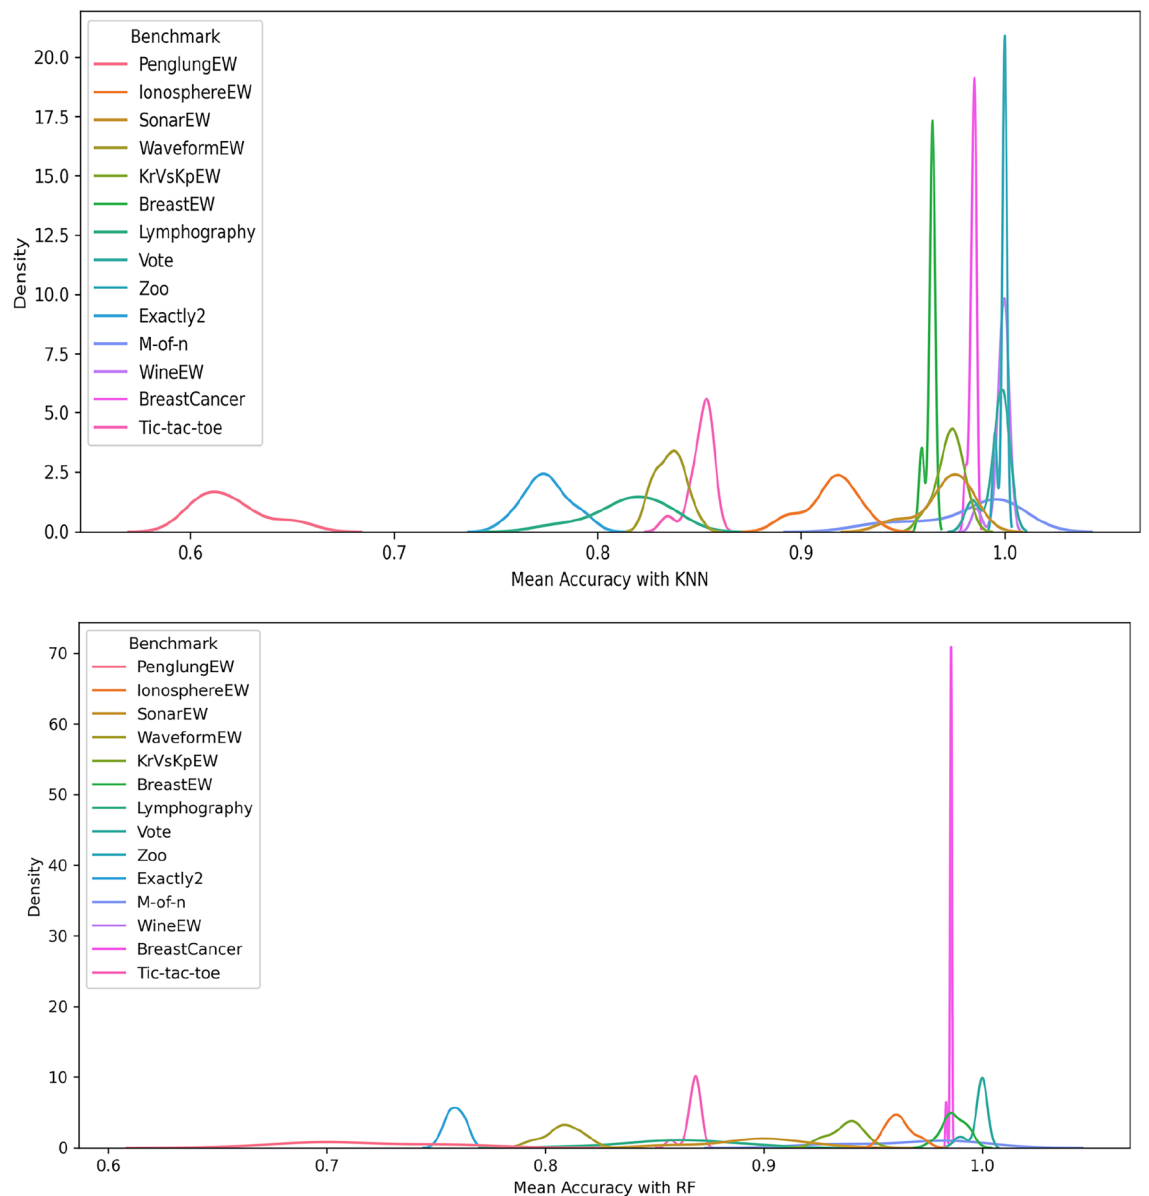 Benchmark
PenglungEW
IonosphereEW
SonarEW
WaveformEW
KrVsKpEW
BreastEW
Lymphography
Vote
Zoo
Exactly2
M-of-n
WineEW
BreastCancer
Tic-tac-toe
20.0
17.5
15.0
12.5
10.0
7.5
5.0
2.5
0.0
Density
0.6 0.7 0.8 0.9 1.0
Mean Accuracy with KNN
Benchmark
PenglungEW
IonosphereEW
SonarEW
WaveformEW
KrVsKpEW
BreastEW
Lymphography
Vote
Zoo
Exactly2
M-of-n
WineEW
BreastCancer
Tic-tac-toe
70
60
50
40
30
20
10
0
Density
0.6 0.7 0.8 0.9 1.0
Mean Accuracy with RF